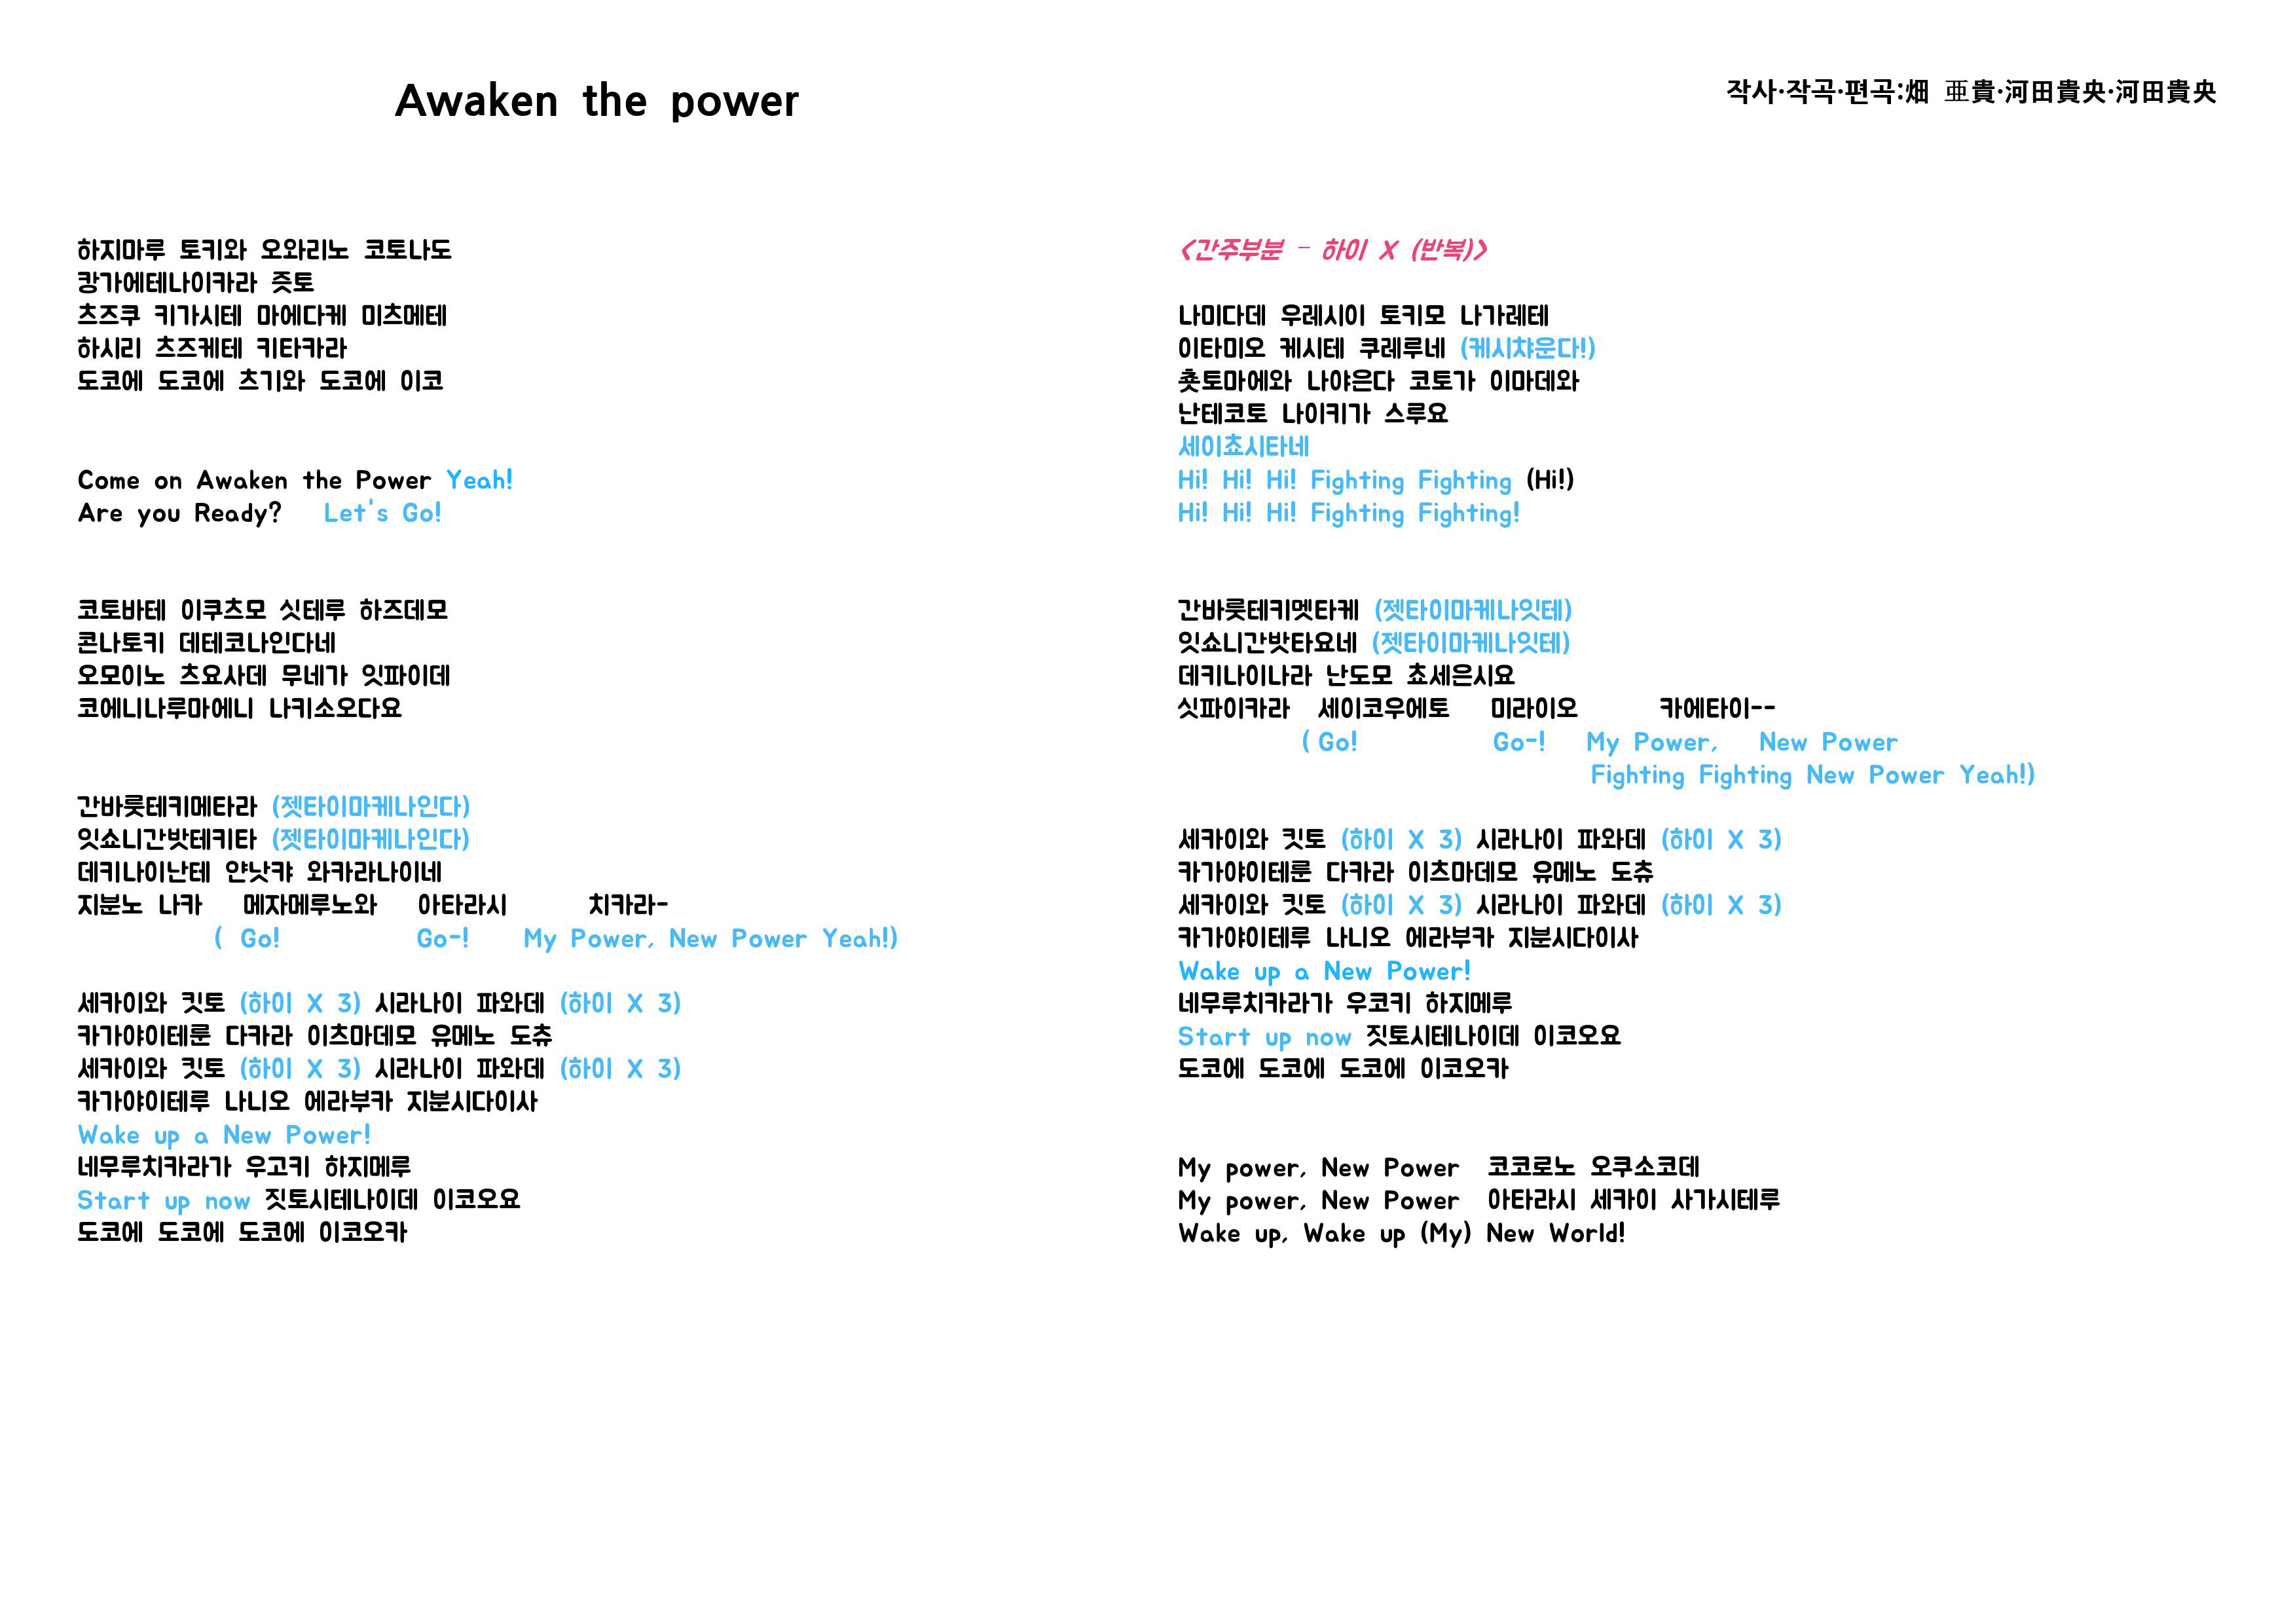 Awaken the power
작사·작곡·편곡:畑 亜貴·河田貴央·河田貴央
하지마루 토키와 오와리노 코토나도
캉가에테나이카라 즛토
츠즈쿠 키가시테 마에다케 미츠메테
하시리 츠즈케테 키타카라
도코에 도코에 츠기와 도코에 이코
Come on Awaken the Power Yeah!
Are you Ready? Let's Go!
코토바테 이쿠츠모 싯테루 하즈데모
콘나토키 데테코나인다네
오모이노 츠요사데 무네가 잇파이데
코에니나루마에니 나키소오다요
간바룻테키메타라 (젯타이마케나인다)
잇쇼니간밧테키타 (젯타이마케나인다)
데키나이난테 얀낫캬 와카라나이네
지분노 나카 메자메루노와 아타라시 치카라-
( Go! Go-! My Power, New Power Yeah!)
세카이와 킷토 (하이 X 3) 시라나이 파와데 (하이 X 3)
카가야이테룬 다카라 이츠마데모 유메노 도츄
세카이와 킷토 (하이 X 3) 시라나이 파와데 (하이 X 3)
카가야이테루 나니오 에라부카 지분시다이사
Wake up a New Power!
네무루치카라가 우고키 하지메루
Start up now 짓토시테나이데 이코오요
도코에 도코에 도코에 이코오카
<간주부분 - 하이 X (반복)>
나미다데 우레시이 토키모 나가레테
이타미오 케시테 쿠레루네 (케시챠운다!)
춋토마에와 나야은다 코토가 이마데와
난테코토 나이키가 스루요
세이쵸시타네
Hi! Hi! Hi! Fighting Fighting (Hi!)
Hi! Hi! Hi! Fighting Fighting!
간바룻테키멧타케 (젯타이마케나잇테)
잇쇼니간밧타요네 (젯타이마케나잇테)
데키나이나라 난도모 쵸세은시요
싯파이카라 세이코우에토 미라이오 카에타이--
( Go! Go-! My Power, New Power
Fighting Fighting New Power Yeah!)
세카이와 킷토 (하이 X 3) 시라나이 파와데 (하이 X 3)
카가야이테룬 다카라 이츠마데모 유메노 도츄
세카이와 킷토 (하이 X 3) 시라나이 파와데 (하이 X 3)
카가야이테루 나니오 에라부카 지분시다이사
Wake up a New Power!
네무루치카라가 우코키 하지메루
Start up now 짓토시테나이데 이코오요
도코에 도코에 도코에 이코오카
My power, New Power 코코로노 오쿠소코데
My power, New Power 아타라시 세카이 사가시테루
Wake up, Wake up (My) New World!